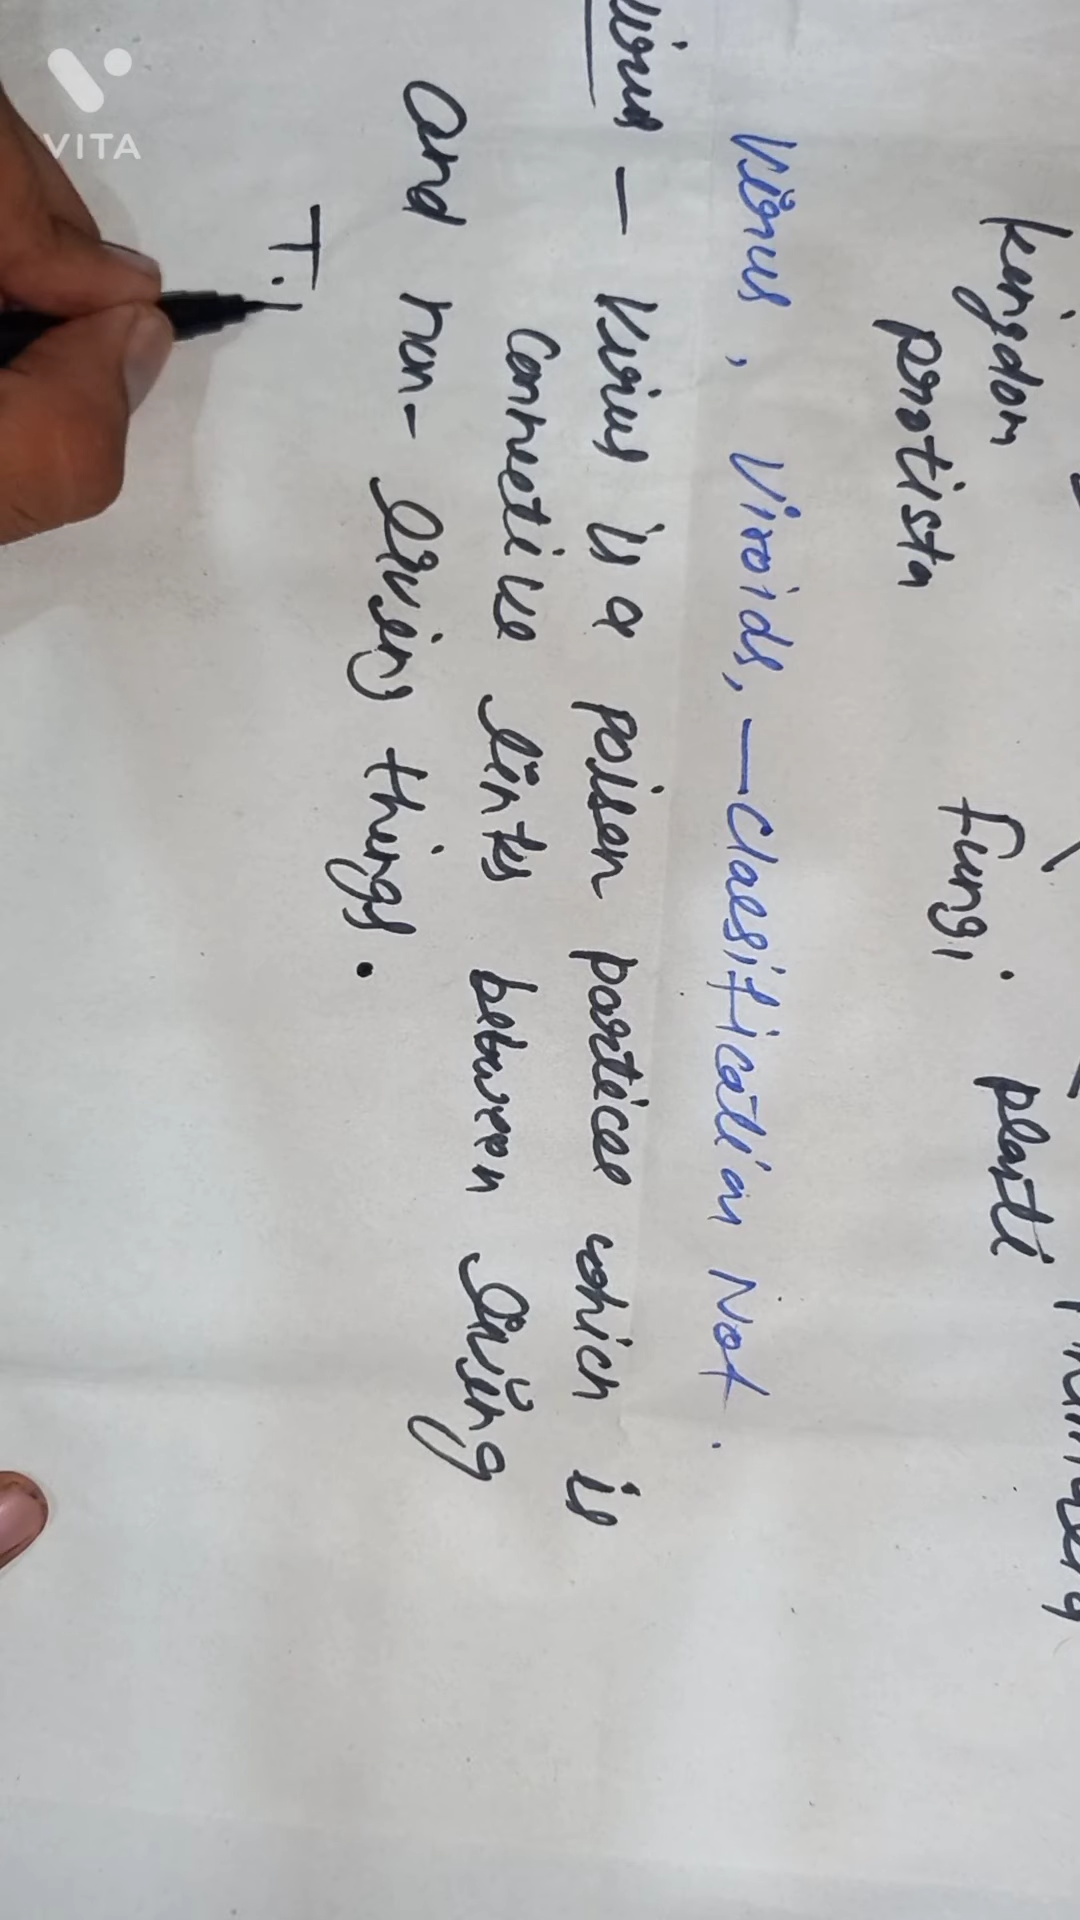 Kingdom
protista
fungi
plantae
Virus, Viroids, — Classification Not.
Virus — Virus is a poison partices which is
Connective links between living
and non-living things.
T.
VITA